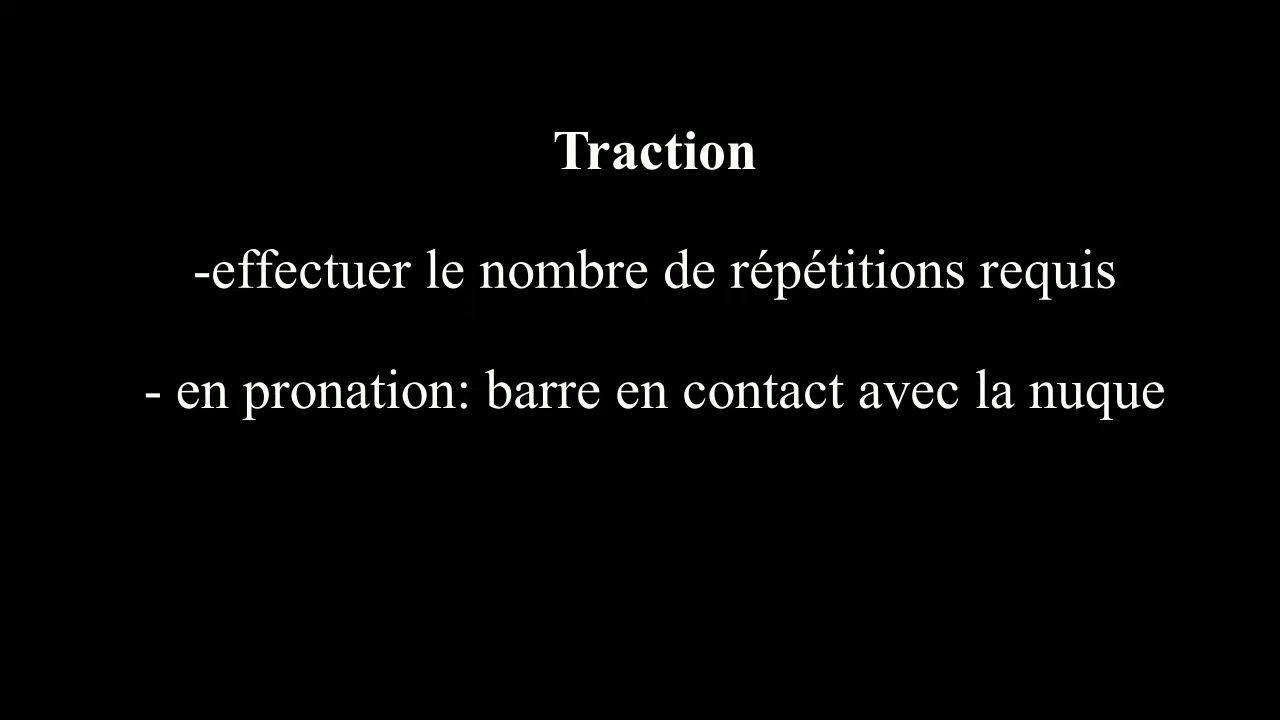 Traction
-effectuer le nombre de répétitions requis
- en pronation: barre en contact avec la nuque